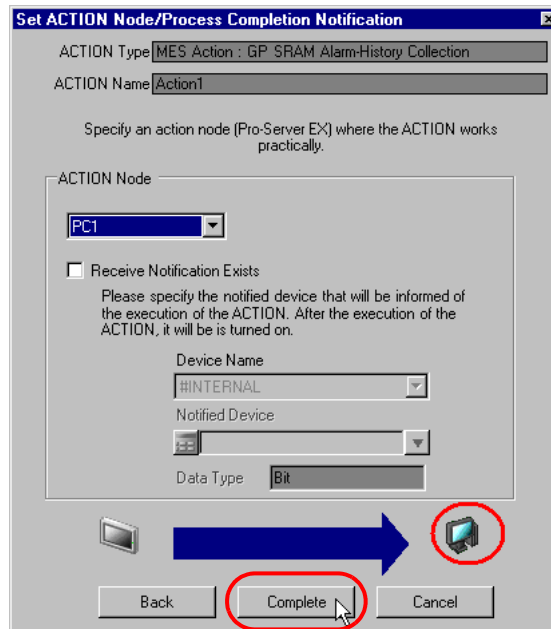 Set ACTION Node/Process Completion Notification
ACTION Type MES Action : GP SRAM Alarm-History Collection
ACTION Name Action1
Specify an action node (Pro-Server EX) where the ACTION works
practically.
ACTION Node
PC1
Receive Notification Exists
Please specify the notified device that will be informed of
the execution of the ACTION. After the execution of the
ACTION, it will be is turned on.
Device Name
#INTERNAL
Notified Device
Data Type Bit
Back Complete Cancel